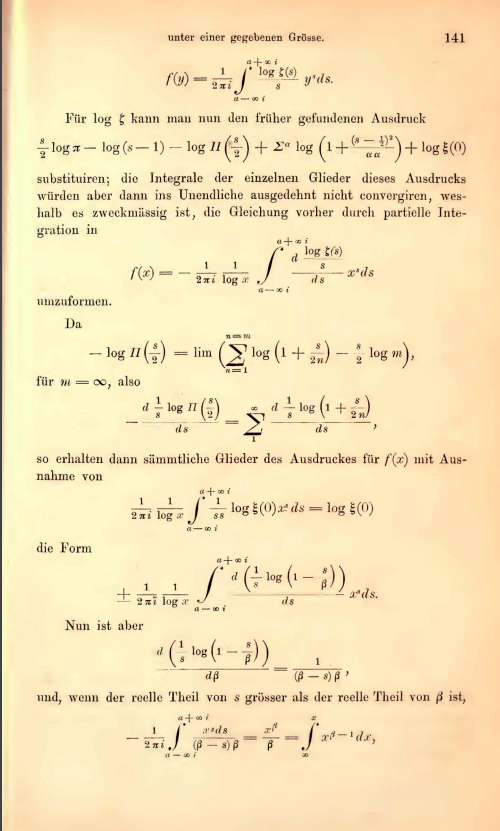 unter einer gegebenen Grösse. 141
f(y) = \frac{1}{2\pi i} \int_{a-\infty i}^{a+\infty i} \frac{\log \zeta(s)}{s} y^s ds.
Für log ζ kann man nun den früher gefundenen Ausdruck
\frac{s}{2} \log \pi - \log (s-1) - \log \Pi \left(\frac{s}{2}\right) + \Sigma^\alpha \log \left(1 + \frac{(s-\frac{1}{2})^2}{\alpha\alpha}\right) + \log \xi(0)
substituiren; die Integrale der einzelnen Glieder dieses Ausdrucks
würden aber dann ins Unendliche ausgedehnt nicht convergiren, wes-
halb es zweckmässig ist, die Gleichung vorher durch partielle Inte-
gration in
f(x) = - \frac{1}{2\pi i} \frac{1}{\log x} \int_{a-\infty i}^{a+\infty i} \frac{d \frac{\log \zeta(s)}{s}}{ds} x^s ds
umzuformen.
Da
- \log \Pi \left(\frac{s}{2}\right) = \lim \left( \sum_{n=1}^{n=m} \log \left(1 + \frac{s}{2n}\right) - \frac{s}{2} \log m \right),
für m = ∞, also
- \frac{d \frac{1}{s} \log \Pi \left(\frac{s}{2}\right)}{ds} = \sum_{1}^{\infty} \frac{d \frac{1}{s} \log \left(1 + \frac{s}{2n}\right)}{ds},
so erhalten dann sämmtliche Glieder des Ausdruckes für f(x) mit Aus-
nahme von
\frac{1}{2\pi i} \frac{1}{\log x} \int_{a-\infty i}^{a+\infty i} \frac{1}{ss} \log \xi(0) x^s ds = \log \xi(0)
die Form
\pm \frac{1}{2\pi i} \frac{1}{\log x} \int_{a-\infty i}^{a+\infty i} \frac{d \left(\frac{1}{s} \log \left(1 - \frac{s}{\beta}\right)\right)}{ds} x^s ds.
Nun ist aber
\frac{d \left(\frac{1}{s} \log \left(1 - \frac{s}{\beta}\right)\right)}{d\beta} = \frac{1}{(\beta - s)\beta},
und, wenn der reelle Theil von s grösser als der reelle Theil von β ist,
- \frac{1}{2\pi i} \int_{a-\infty i}^{a+\infty i} \frac{x^s ds}{(\beta - s)\beta} = \frac{x^\beta}{\beta} = \int_{\infty}^{x} x^{\beta-1} dx,